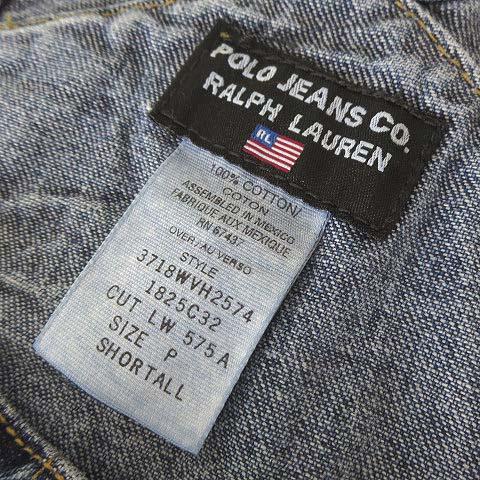 POLO JEANS CO.
RALPH LAUREN
RL
100% COTTON/
COTON
ASSEMBLED IN MEXICO
FABRIQUE AUX MEXIQUE
RN 67437
OVER/AU VERSO
STYLE
3718WVH2574
1825C32
CUT LW 575A
SIZE P
SHORTALL